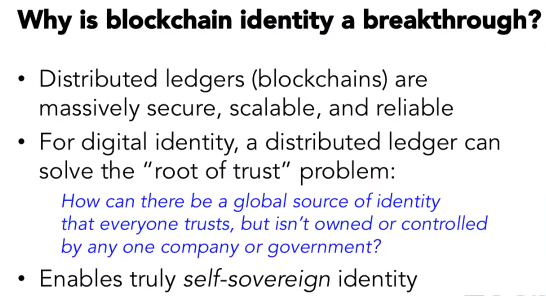 Why is blockchain identity a breakthrough?
• Distributed ledgers (blockchains) are
massively secure, scalable, and reliable
• For digital identity, a distributed ledger can
solve the “root of trust” problem:
How can there be a global source of identity
that everyone trusts, but isn’t owned or controlled
by any one company or government?
• Enables truly self-sovereign identity